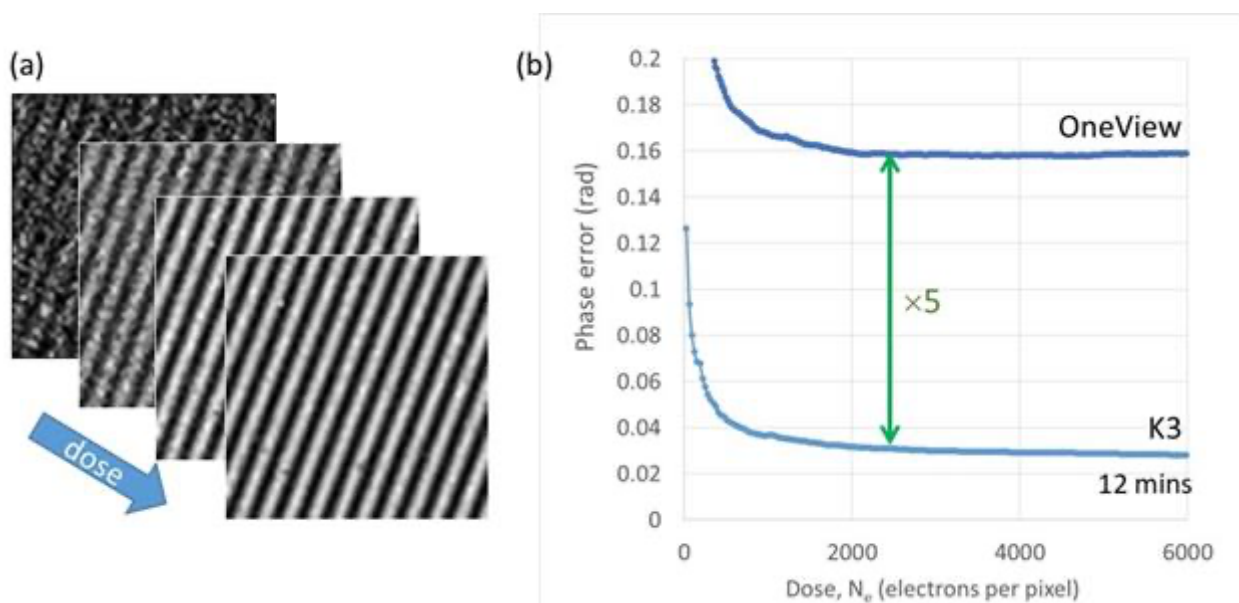 (a)
dose
(b)
Phase error (rad)
0.2
0.18
0.16
0.14
0.12
0.1
0.08
0.06
0.04
0.02
0
OneView
×5
K3
12 mins
0 2000 4000 6000
Dose, Nₑ (electrons per pixel)